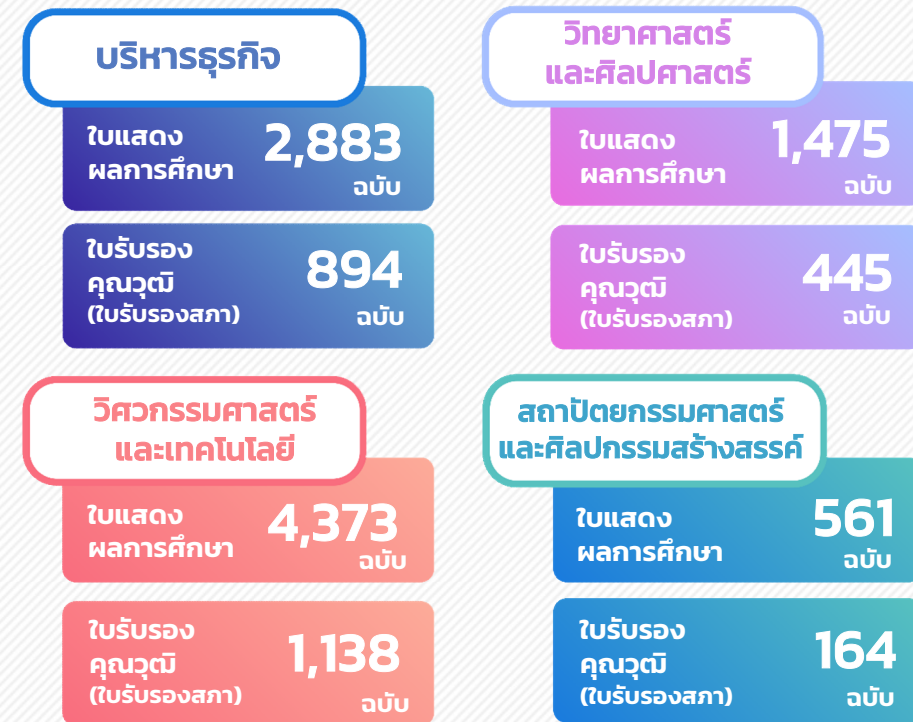 บริหารธุรกิจ
ใบแสดง
ผลการศึกษา
2,883
ฉบับ
ใบรับรอง
คุณวุฒิ
(ใบรับรองสภา)
894
ฉบับ
วิทยาศาสตร์
และศิลปศาสตร์
ใบแสดง
ผลการศึกษา
1,475
ฉบับ
ใบรับรอง
คุณวุฒิ
(ใบรับรองสภา)
445
ฉบับ
วิศวกรรมศาสตร์
และเทคโนโลยี
ใบแสดง
ผลการศึกษา
4,373
ฉบับ
ใบรับรอง
คุณวุฒิ
(ใบรับรองสภา)
1,138
ฉบับ
สถาปัตยกรรมศาสตร์
และศิลปกรรมสร้างสรรค์
ใบแสดง
ผลการศึกษา
561
ฉบับ
ใบรับรอง
คุณวุฒิ
(ใบรับรองสภา)
164
ฉบับ